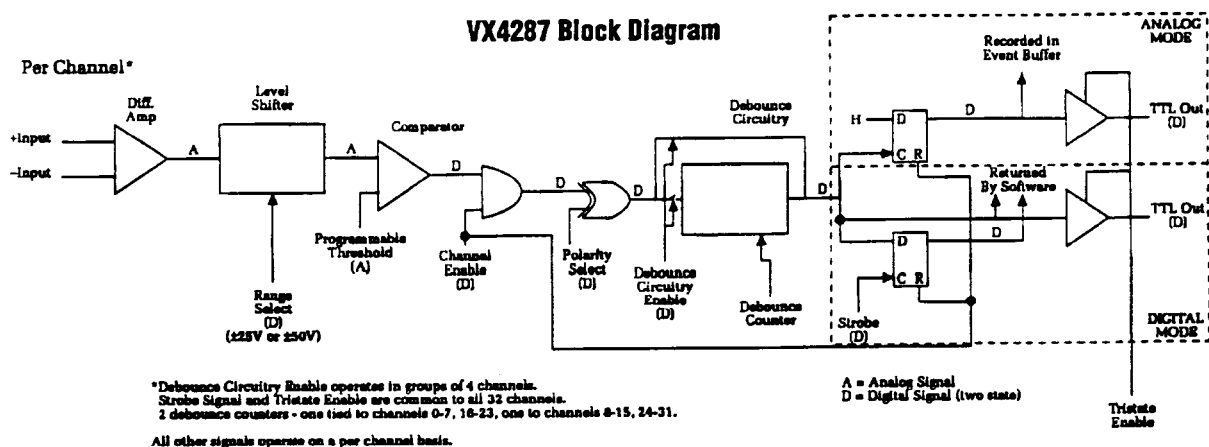 VX4287 Block Diagram
ANALOG
MODE
Per Channel*
Diff.
Amp
Level
Shifter
Comparator
Debounce
Circuitry
Recorded in
Event Buffer
+Input
–Input
A
A
D
D
D
D
H
D
C R
D
TTL Out
(D)
Returned
By Software
TTL Out
(D)
D
C R
D
Programmable
Threshold
(A)
Channel
Enable
(D)
Polarity
Select
(D)
Debounce
Circuitry
Enable
(D)
Debounce
Counter
Strobe
(D)
Range
Select
(D)
(±25V or ±50V)
DIGITAL
MODE
*Debounce Circuitry Enable operates in groups of 4 channels.
Strobe Signal and Tristate Enable are common to all 32 channels.
2 debounce counters - one tied to channels 0-7, 16-23, one to channels 8-15, 24-31.
All other signals operate on a per channel basis.
A = Analog Signal
D = Digital Signal (two state)
Tristate
Enable